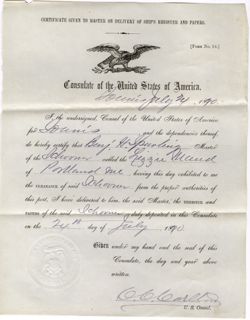 CERTIFICATE GIVEN TO MASTER ON DELIVERY OF SHIP'S REGISTER AND PAPERS.
[Form No. 14.]
Consulate of the United States of America.
July 24, 1890.
I, the undersigned, Consul of the United States of America
for and the dependencies thereof,
do hereby certify that Benj. H. Spurling Master
of the Schooner called the Lizzie Maud
of Portland Me, having this day exhibited to me
the CLEARANCE of said Schooner from the proper authorities of this
port, I have delivered to him, the said Master, the REGISTER and
PAPERS of the said Schooner duly deposited in this Consulate
on the 24th day of July 1890.
Given under my hand and the seal of this
Consulate, the day and year above
written.
U. S. Consul.